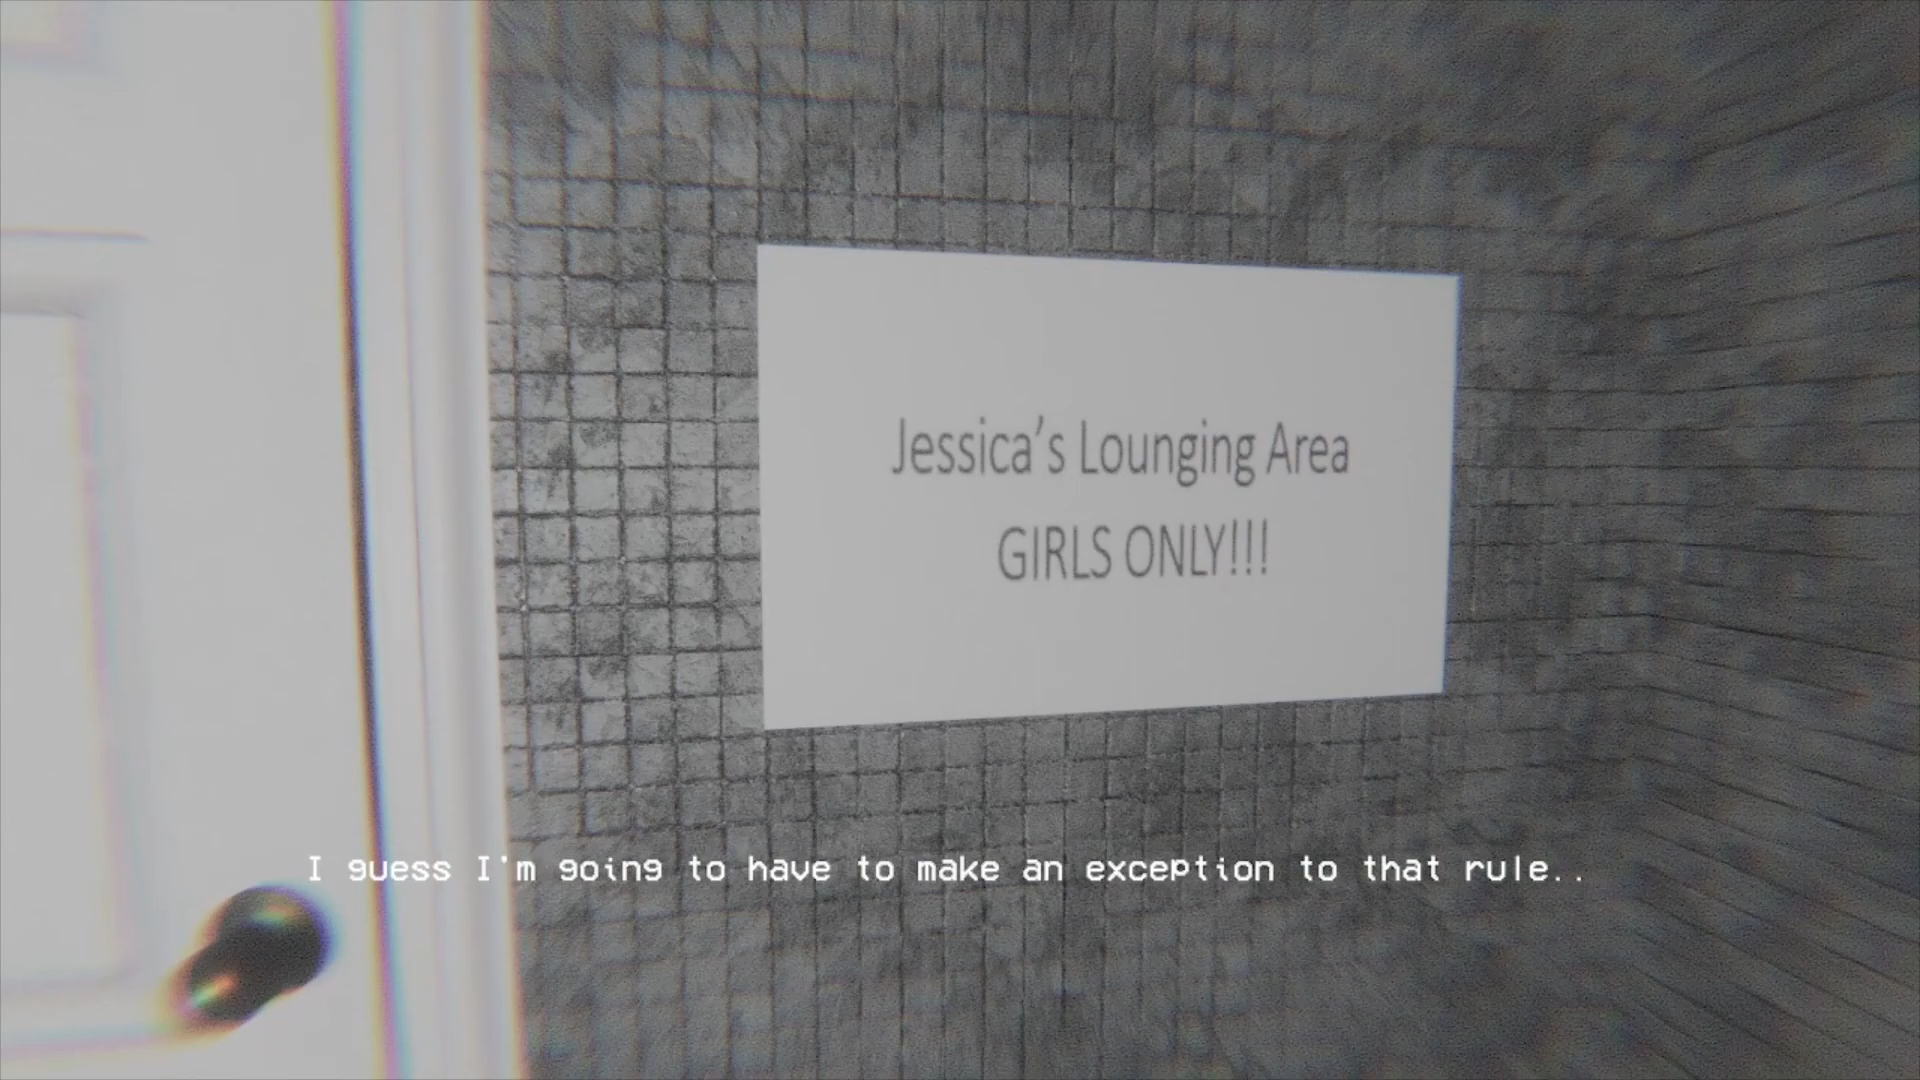 Jessica's Lounging Area
GIRLS ONLY!!!
I guess I'm going to have to make an exception to that rule..